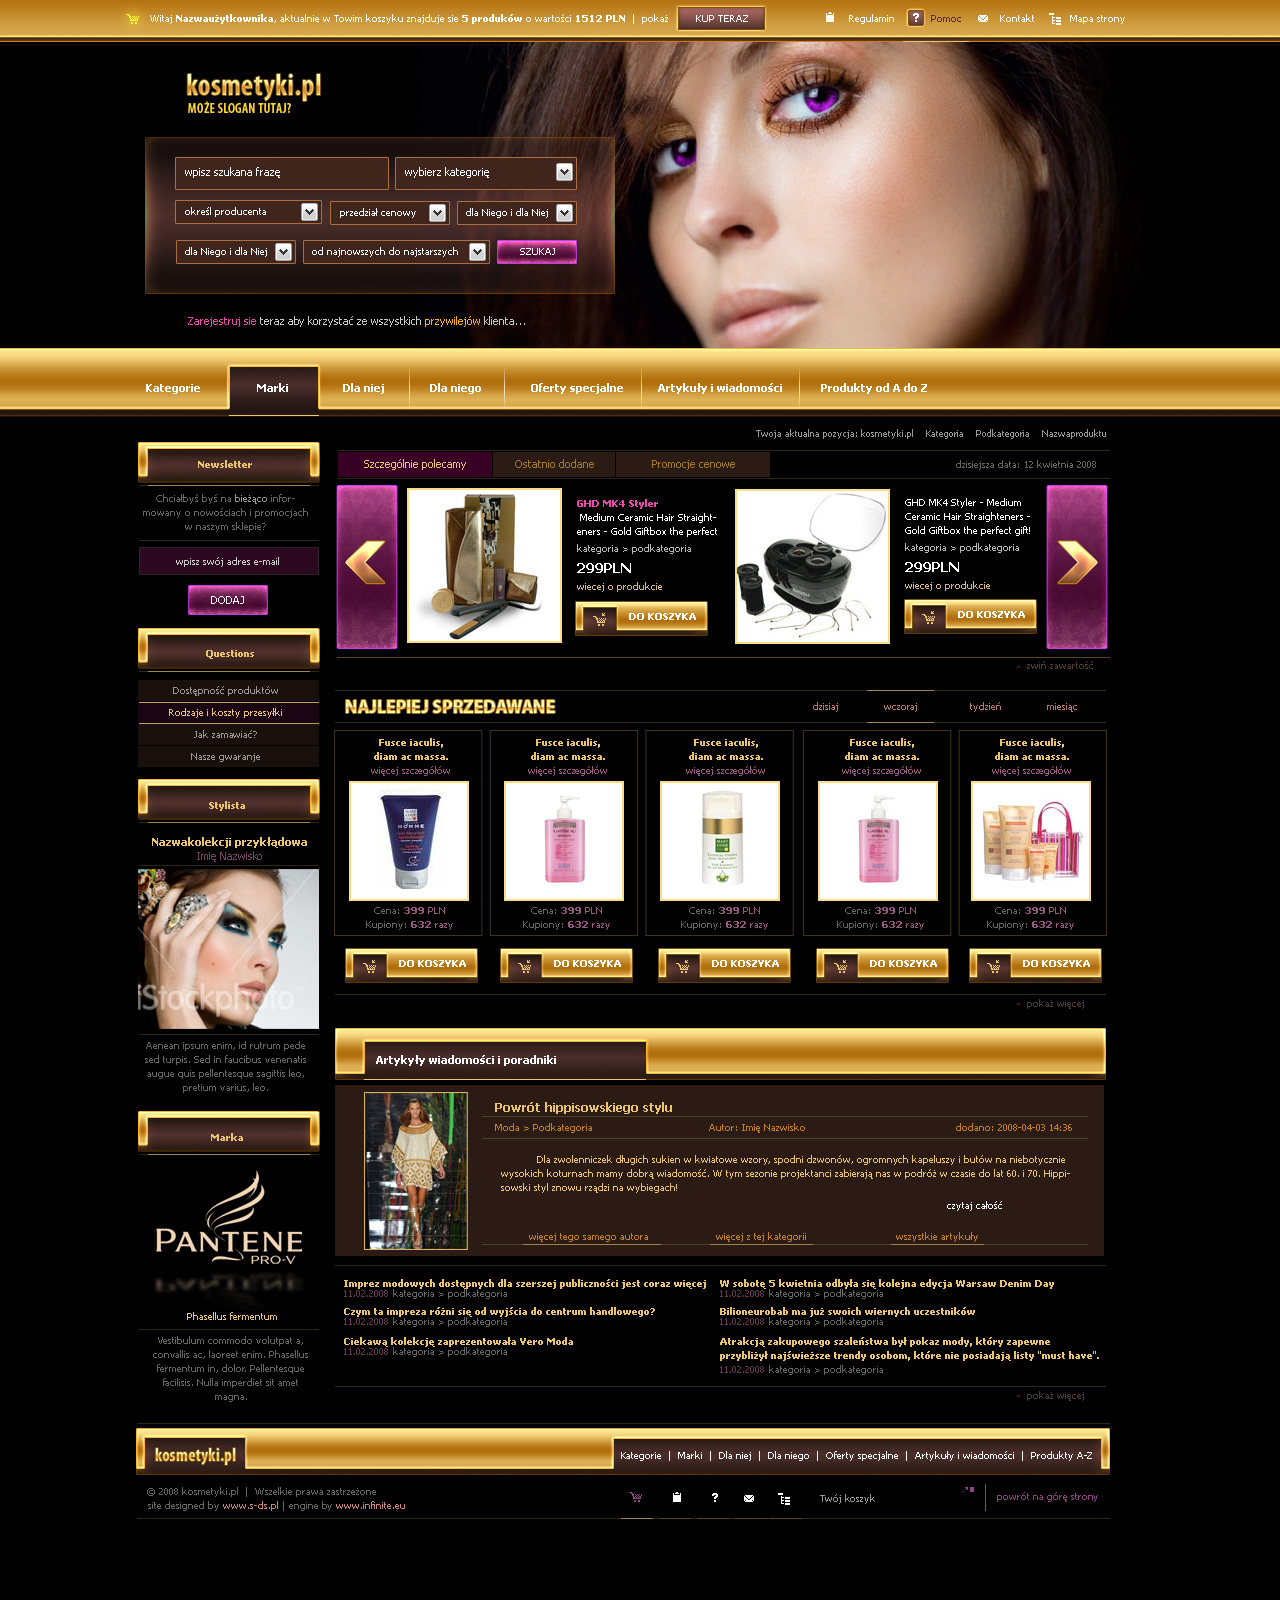 Witaj Nazwaużytkownika, aktualnie w Towim koszyku znajduje sie 5 produków o wartości 1512 PLN | pokaż
KUP TERAZ
Regulamin
Pomoc
Kontakt
Mapa strony
kosmetyki.pl
MOŻE SLOGAN TUTAJ?
wpisz szukana frazę
wybierz kategorię
określ producenta
przedział cenowy
dla Niego i dla Niej
dla Niego i dla Niej
od najnowszych do najstarszych
SZUKAJ
Zarejestruj sie teraz aby korzystać ze wszystkich przywilejów klienta...
Kategorie
Marki
Dla niej
Dla niego
Oferty specjalne
Artykuły i wiadomości
Produkty od A do Z
Twoja aktualna pozycja: kosmetyki.pl Kategoria Podkategoria Nazwaproduktu
Newsletter
Chciałbyś byś na bieżąco infor-
mowany o nowościach i promocjach
w naszym sklepie?
wpisz swój adres e-mail
DODAJ
Questions
Dostępność produktów
Rodzaje i koszty przesyłki
Jak zamawiać?
Nasze gwaranje
Stylista
Nazwakolekcji przykłądowa
Imię Nazwisko
iStockphoto
Aenean ipsum enim, id rutrum pede
sed turpis. Sed in faucibus venenatis
augue quis pellentesque sagittis leo,
pretium varius, leo.
Marka
PANTENE
PRO-V
Phasellus fermentum
Vestibulum commodo volutpat a,
convallis ac, laoreet enim. Phasellus
fermentum in, dolor. Pellentesque
facilisis. Nulla imperdiet sit amet
magna.
Szczególnie polecamy
Ostatnio dodane
Promocje cenowe
dzisiejsza data: 12 kwietnia 2008
GHD MK4 Styler
Medium Ceramic Hair Straight-
eners - Gold Giftbox the perfect
kategoria > podkategoria
299PLN
wiecej o produkcie
DO KOSZYKA
GHD MK4 Styler - Medium
Ceramic Hair Straighteners -
Gold Giftbox the perfect gift!
kategoria > podkategoria
299PLN
wiecej o produkcie
DO KOSZYKA
zwiń zawartość
NAJLEPIEJ SPRZEDAWANE
dzisiaj
wczoraj
tydzień
miesiąc
Fusce iaculis,
diam ac massa.
więcej szczegółów
HOMME
Cena: 399 PLN
Kupiony: 632 razy
DO KOSZYKA
Fusce iaculis,
diam ac massa.
więcej szczegółów
Cena: 399 PLN
Kupiony: 632 razy
DO KOSZYKA
Fusce iaculis,
diam ac massa.
więcej szczegółów
Cena: 399 PLN
Kupiony: 632 razy
DO KOSZYKA
Fusce iaculis,
diam ac massa.
więcej szczegółów
Cena: 399 PLN
Kupiony: 632 razy
DO KOSZYKA
Fusce iaculis,
diam ac massa.
więcej szczegółów
Cena: 399 PLN
Kupiony: 632 razy
DO KOSZYKA
pokaż więcej
Artykyły wiadomości i poradniki
Powrót hippisowskiego stylu
Moda > Podkategoria
Autor: Imię Nazwisko
dodano: 2008-04-03 14:36
Dla zwolenniczek długich sukien w kwiatowe wzory, spodni dzwonów, ogromnych kapeluszy i butów na niebotycznie
wysokich koturnach mamy dobrą wiadomość. W tym sezonie projektanci zabierają nas w podróż w czasie do lat 60. i 70. Hippi-
sowski styl znowu rządzi na wybiegach!
czytaj całość
więcej tego samego autora
więcej z tej kategorii
wszystkie artykuły
Imprez modowych dostępnych dla szerszej publiczności jest coraz więcej
11.02.2008 kategoria > podkategoria
Czym ta impreza różni się od wyjścia do centrum handlowego?
11.02.2008 kategoria > podkategoria
Ciekawą kolekcję zaprezentowała Vero Moda
11.02.2008 kategoria > podkategoria
W sobotę 5 kwietnia odbyła się kolejna edycja Warsaw Denim Day
11.02.2008 kategoria > podkategoria
Bilioneurobab ma już swoich wiernych uczestników
11.02.2008 kategoria > podkategoria
Atrakcją zakupowego szaleństwa był pokaz mody, który zapewne
przybliżył najświeższe trendy osobom, które nie posiadają listy "must have".
11.02.2008 kategoria > podkategoria
pokaż więcej
kosmetyki.pl
Kategorie | Marki | Dla niej | Dla niego | Oferty specjalne | Artykuły i wiadomości | Produkty A-Z
© 2008 kosmetyki.pl | Wszelkie prawa zastrzeżone
site designed by www.s-ds.pl | engine by www.infinite.eu
Twój koszyk
powrót na górę strony